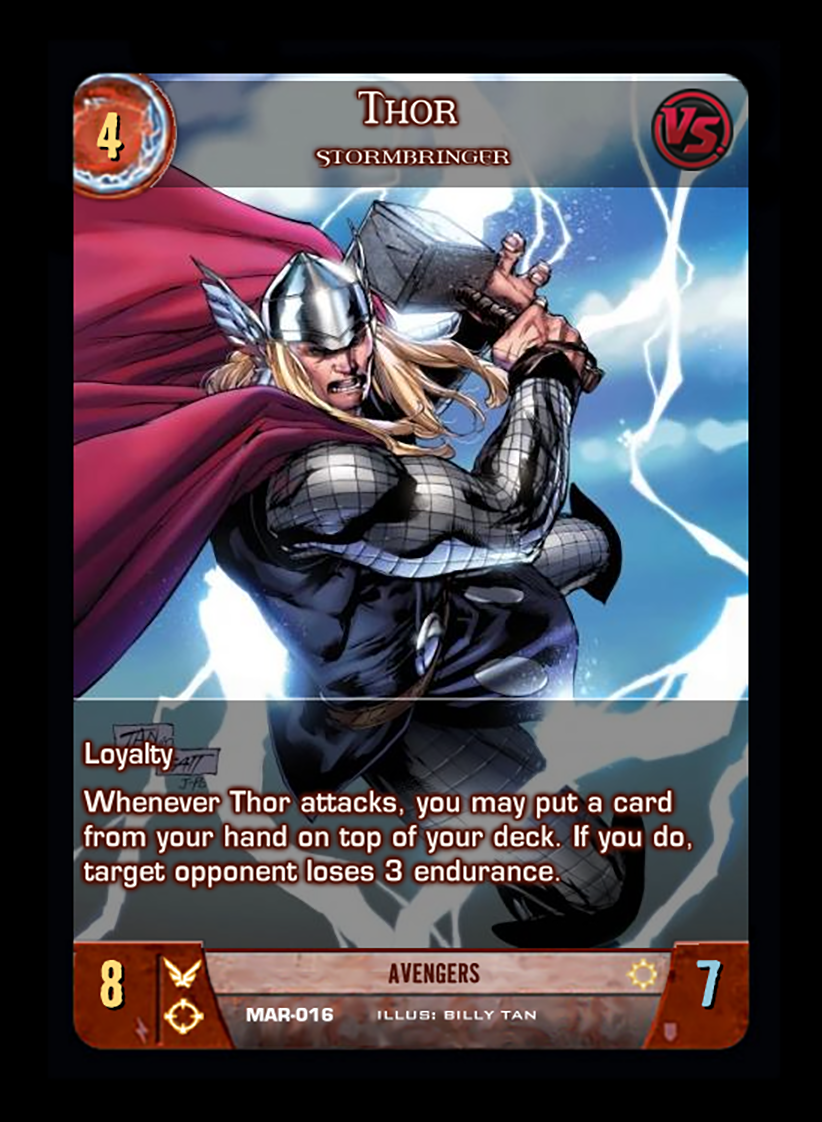 4
THOR
STORMBRINGER
VS.
TAN
Loyalty
Whenever Thor attacks, you may put a card
from your hand on top of your deck. If you do,
target opponent loses 3 endurance.
8
AVENGERS
7
MAR-016 ILLUS: BILLY TAN